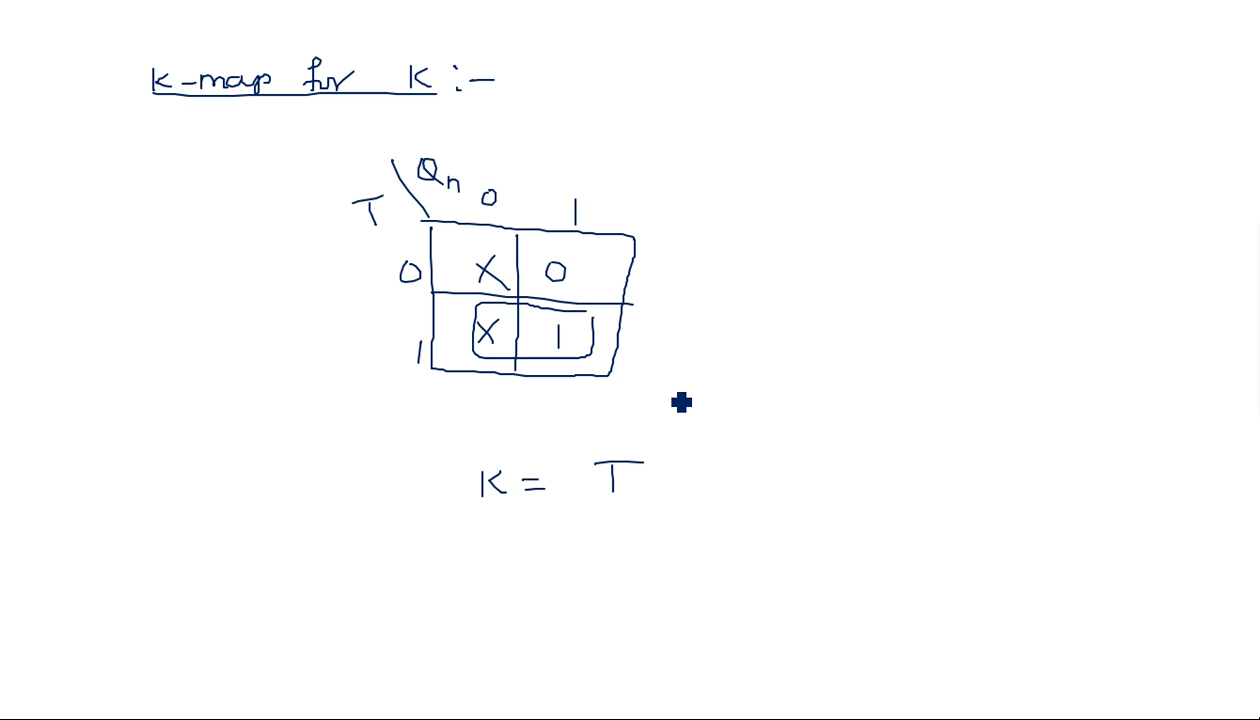 K-map for K :-
Qn
T 0 1
0 X 0
1 X 1
K = T